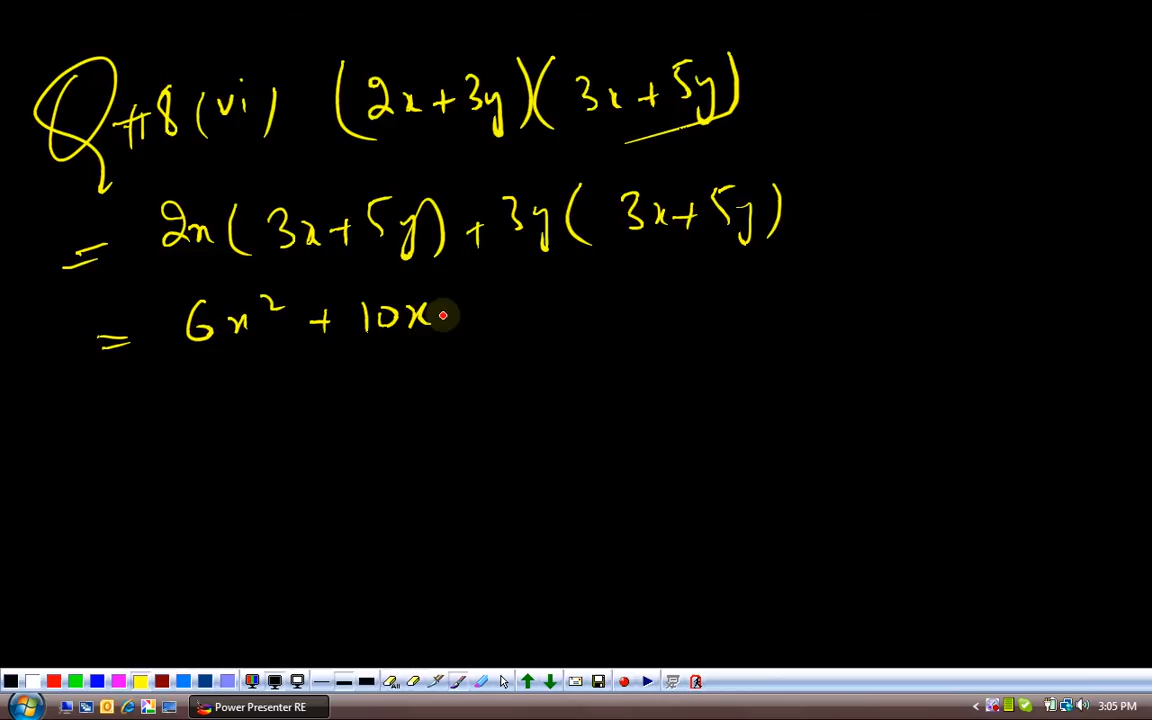 Q#8(vi) (2x+3y)(3x+5y)
= 2x(3x+5y)+3y(3x+5y)
= 6x²+10x
Power Presenter RE
3:05 PM